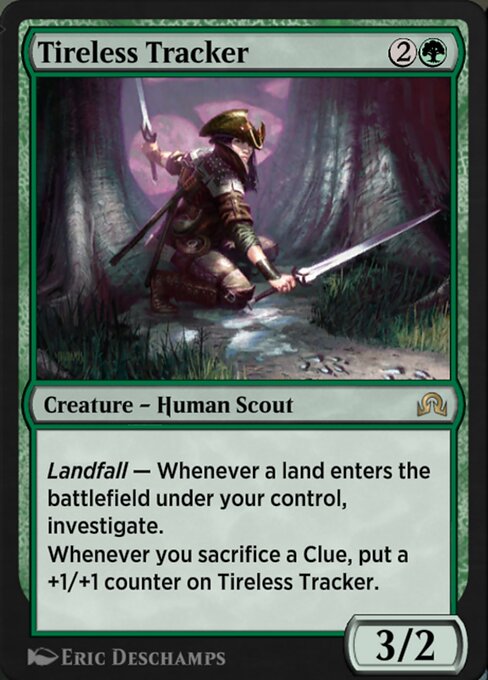 Tireless Tracker 2
Creature – Human Scout
Landfall — Whenever a land enters the
battlefield under your control,
investigate.
Whenever you sacrifice a Clue, put a
+1/+1 counter on Tireless Tracker.
3/2
Eric Deschamps